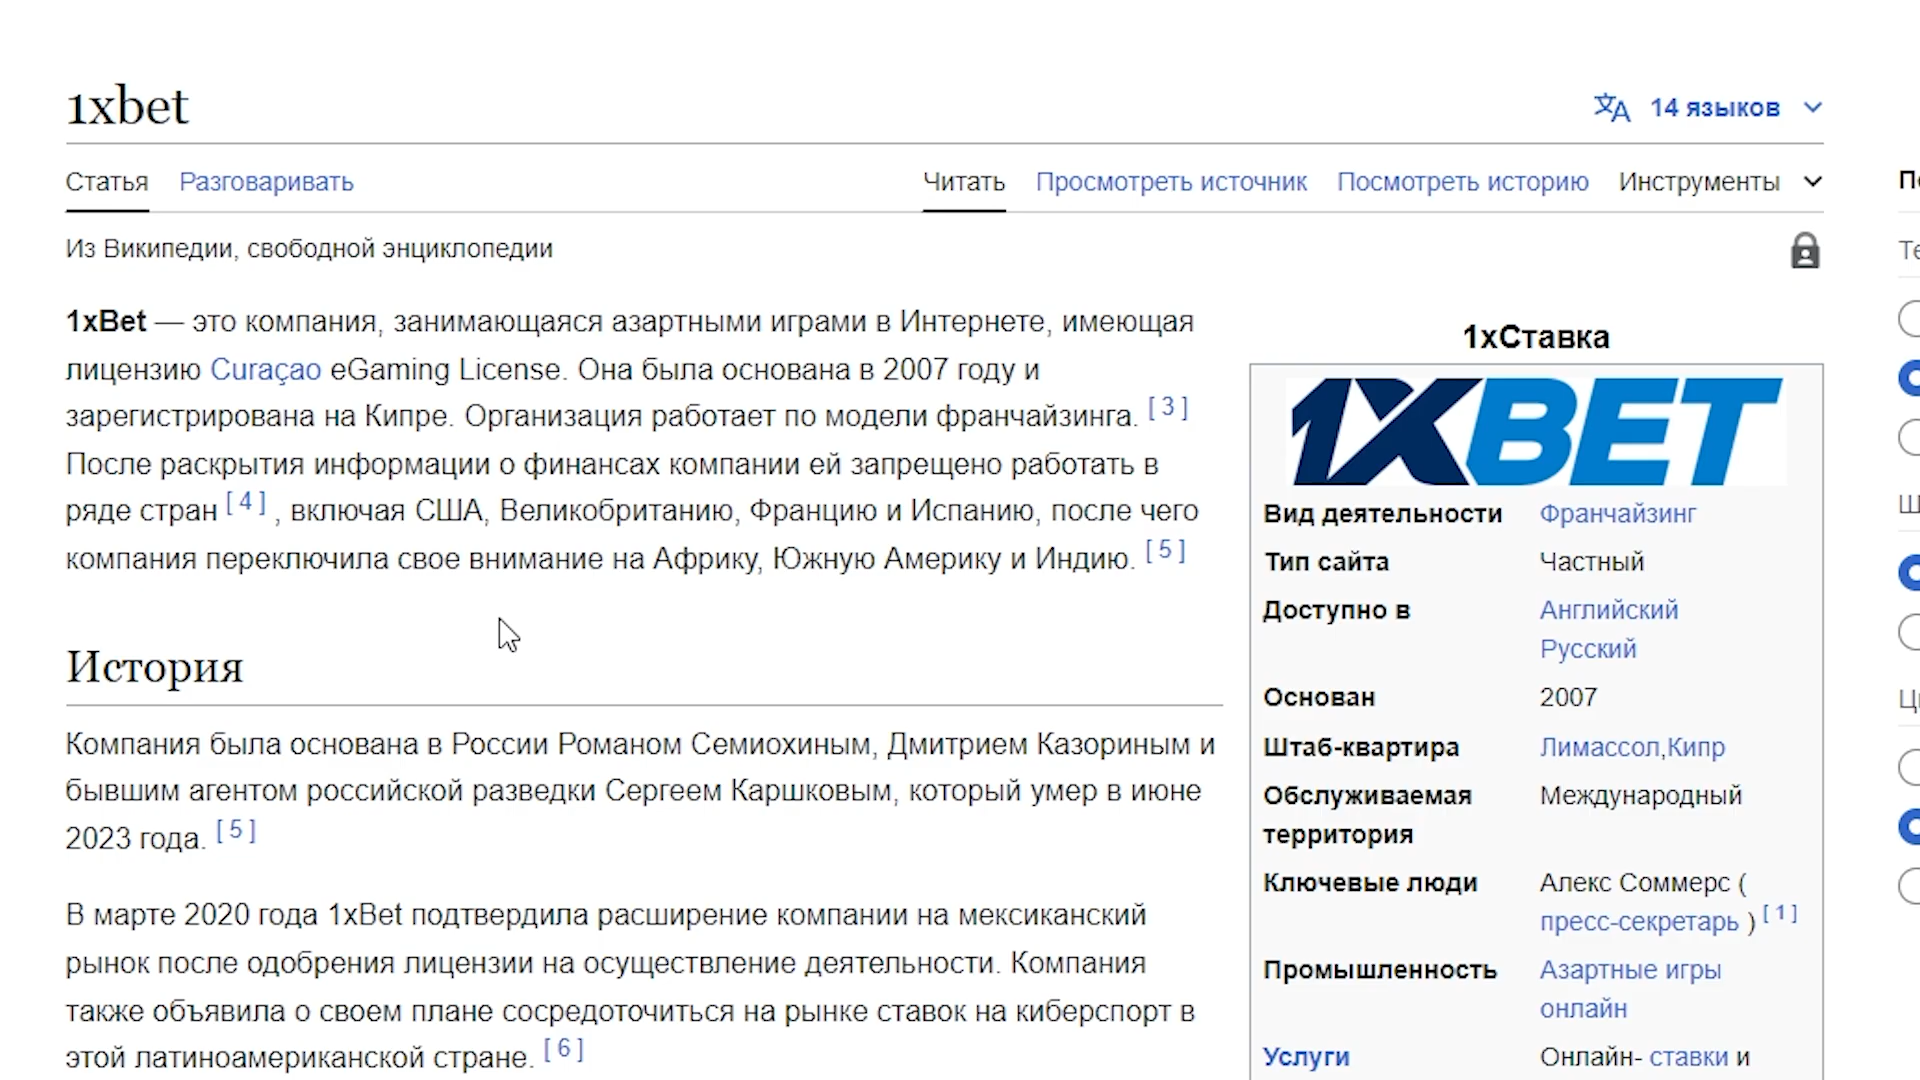 1xbet
14 языков
Статья
Разговаривать
Читать
Просмотреть источник
Посмотреть историю
Инструменты
Из Википедии, свободной энциклопедии
1xBet — это компания, занимающаяся азартными играми в Интернете, имеющая
лицензию Curaçao eGaming License. Она была основана в 2007 году и
зарегистрирована на Кипре. Организация работает по модели франчайзинга. [ 3 ]
После раскрытия информации о финансах компании ей запрещено работать в
ряде стран [ 4 ] , включая США, Великобританию, Францию и Испанию, после чего
компания переключила свое внимание на Африку, Южную Америку и Индию. [ 5 ]
История
Компания была основана в России Романом Семиохиным, Дмитрием Казориным и
бывшим агентом российской разведки Сергеем Каршковым, который умер в июне
2023 года. [ 5 ]
В марте 2020 года 1xBet подтвердила расширение компании на мексиканский
рынок после одобрения лицензии на осуществление деятельности. Компания
также объявила о своем плане сосредоточиться на рынке ставок на киберспорт в
этой латиноамериканской стране. [ 6 ]
1xСтавка
1XBET
Вид деятельности Франчайзинг
Тип сайта Частный
Доступно в Английский
Русский
Основан 2007
Штаб-квартира Лимассол,Кипр
Обслуживаемая Международный
территория
Ключевые люди Алекс Соммерс (
пресс-секретарь ) [ 1 ]
Промышленность Азартные игры
онлайн
Услуги Онлайн- ставки и